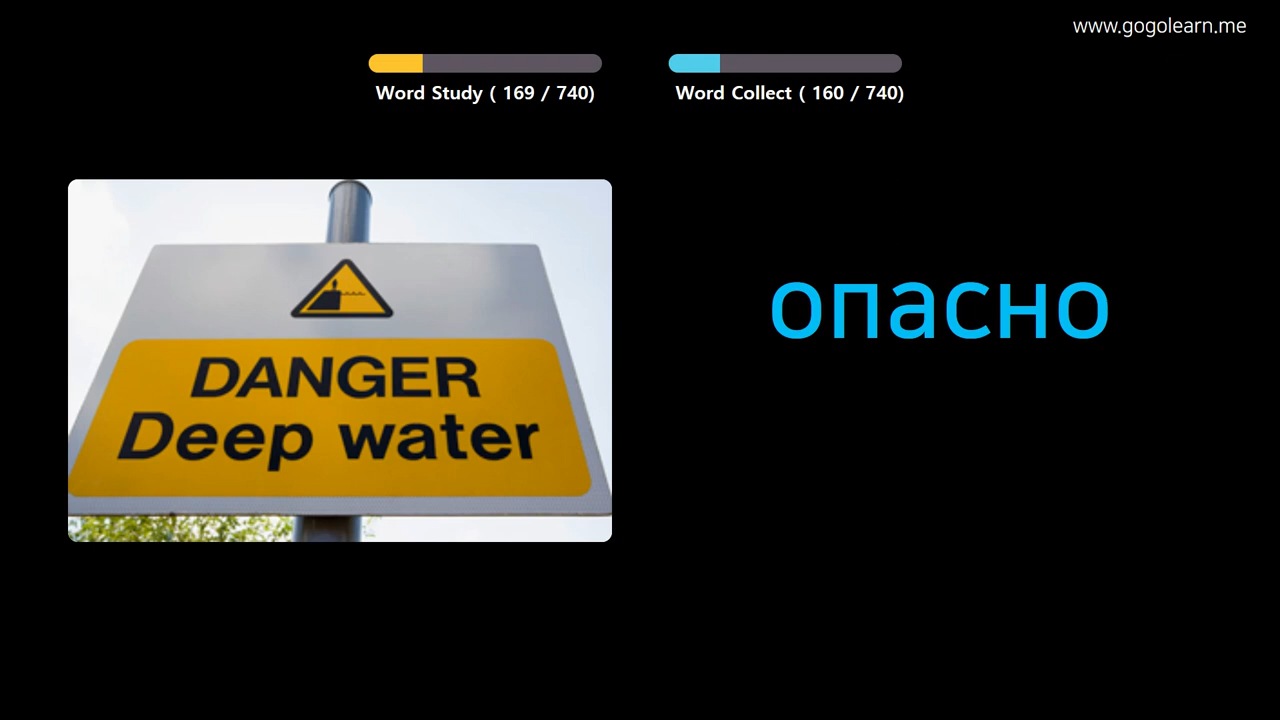 www.gogolearn.me
Word Study ( 169 / 740)
Word Collect ( 160 / 740)
DANGER
Deep water
опасно